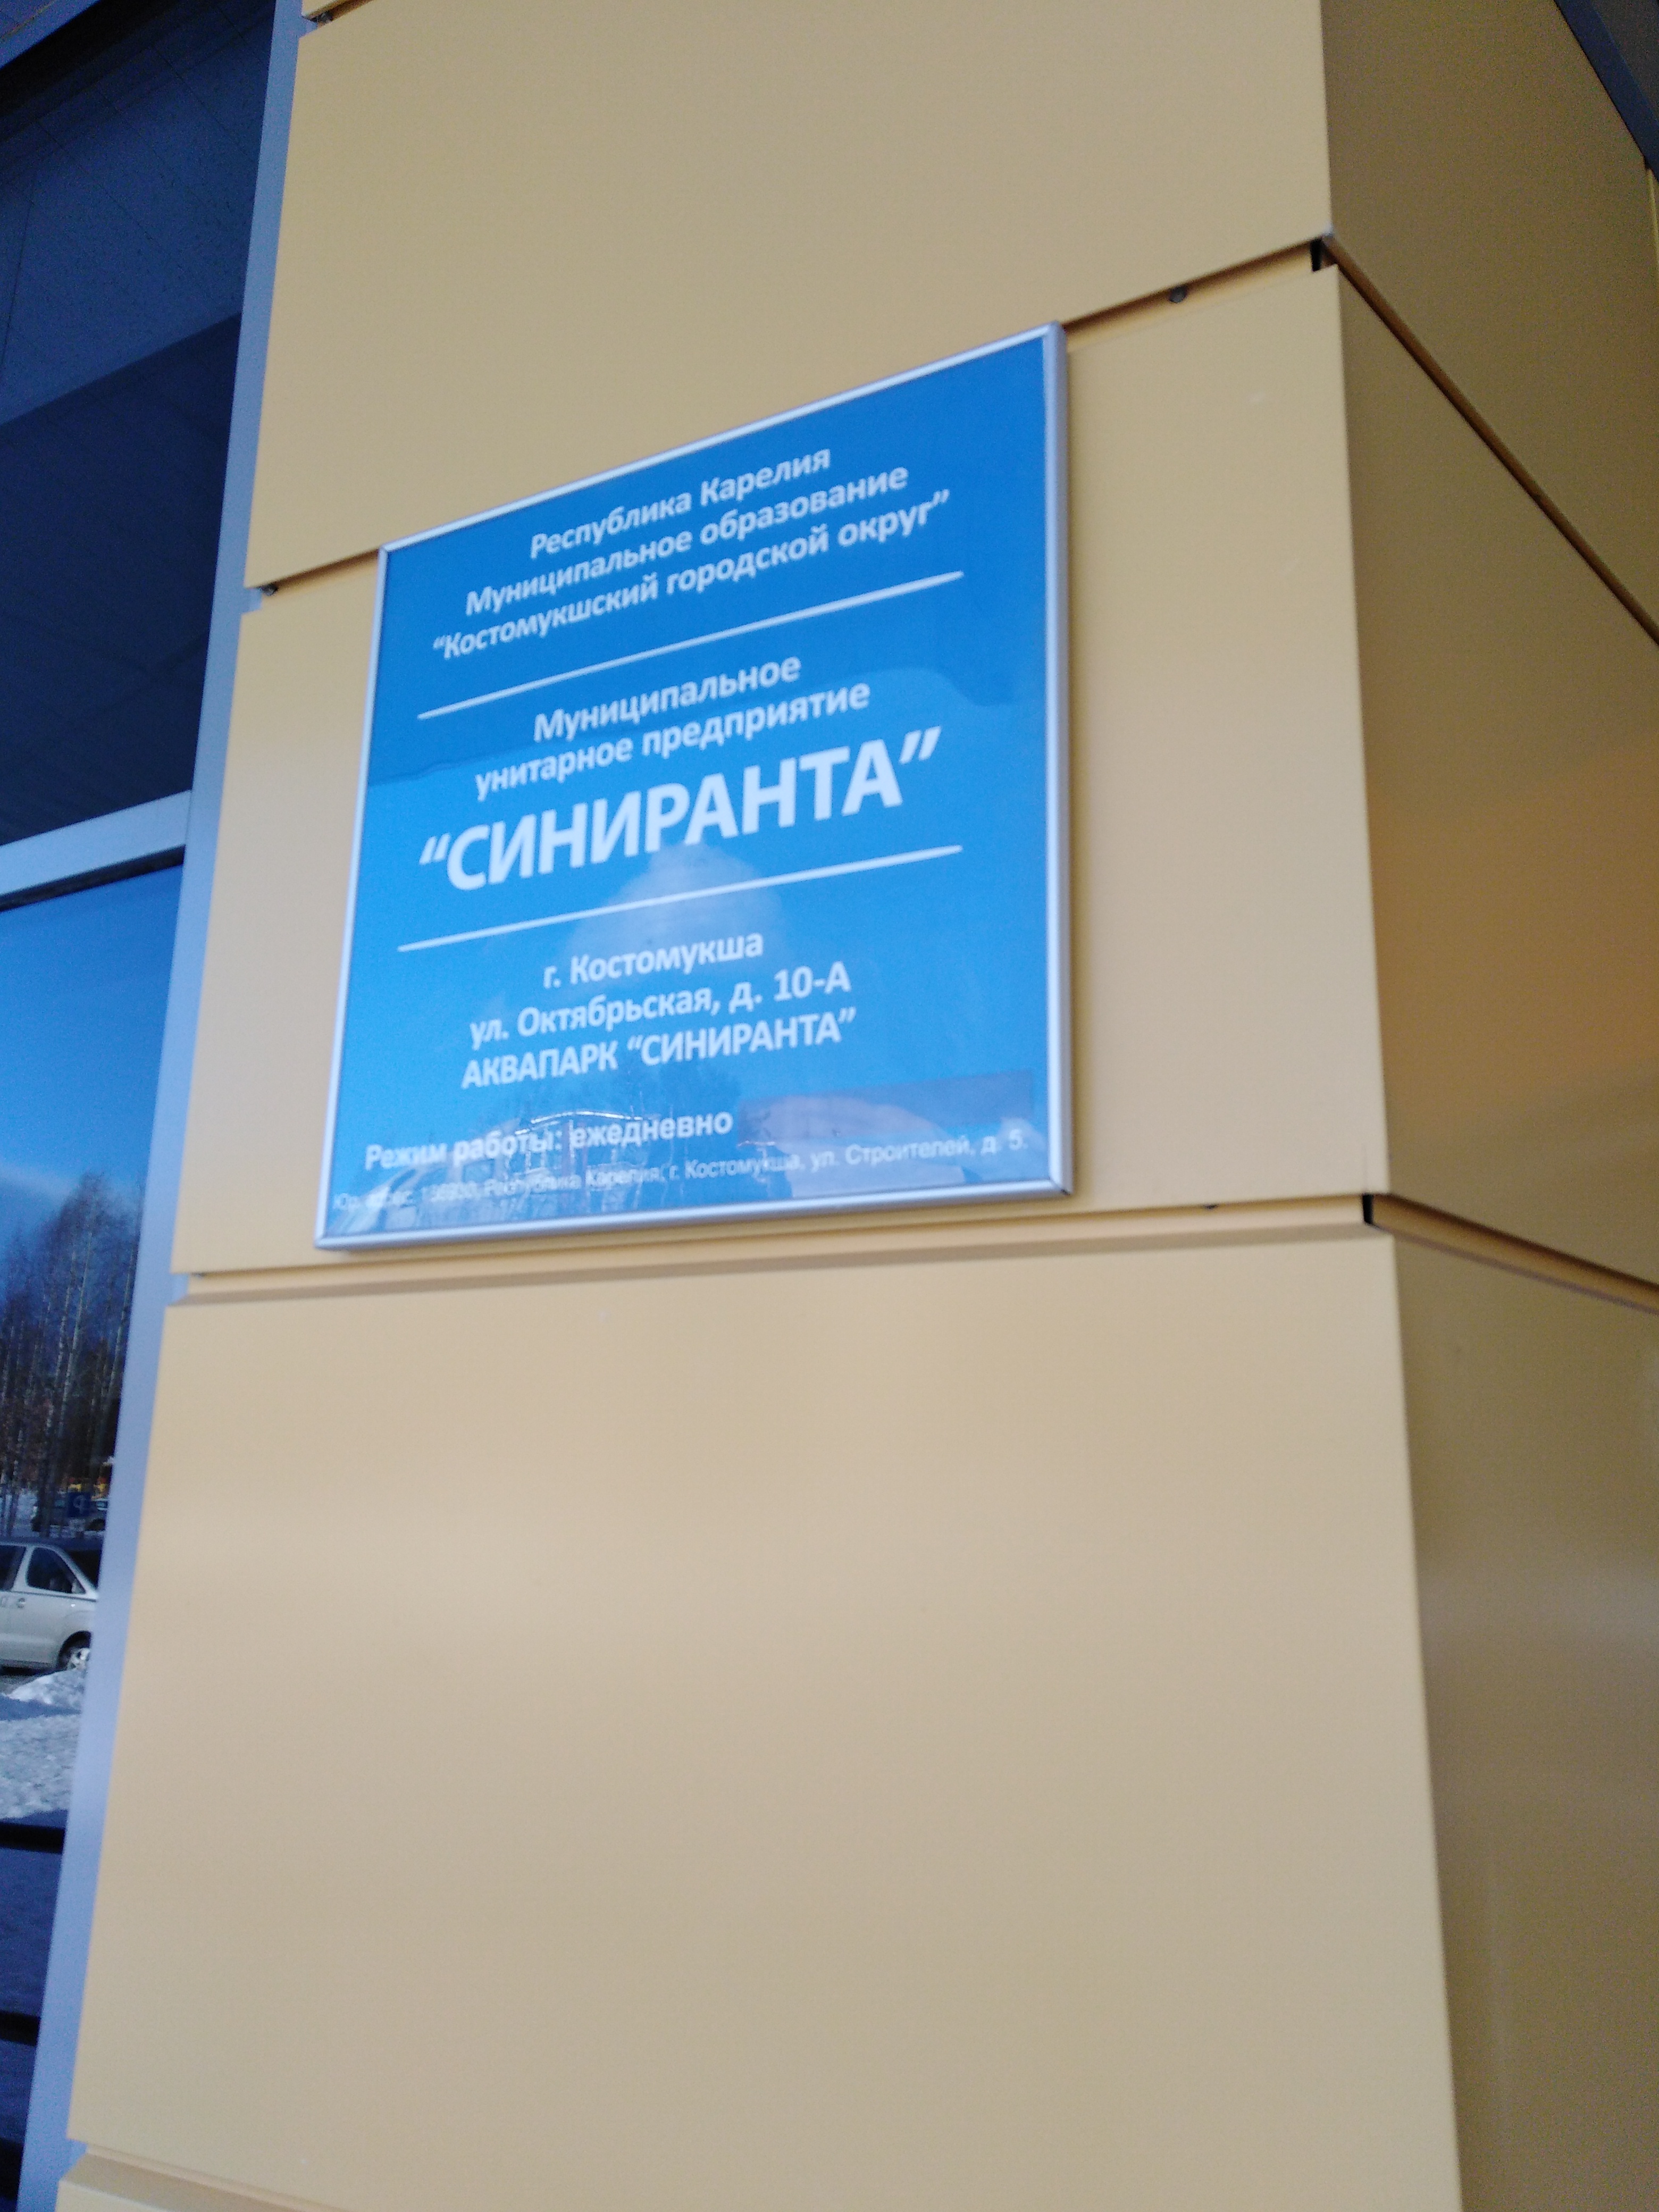 Республика Карелия
Муниципальное образование
“Костомукшский городской округ”
Муниципальное
унитарное предприятие
“СИНИРАНТА”
г. Костомукша
ул. Октябрьская, д. 10-А
АКВАПАРК “СИНИРАНТА”
Режим работы: ежедневно
Республика Карелия, г. Костомукша, ул. Строителей, д. 5.